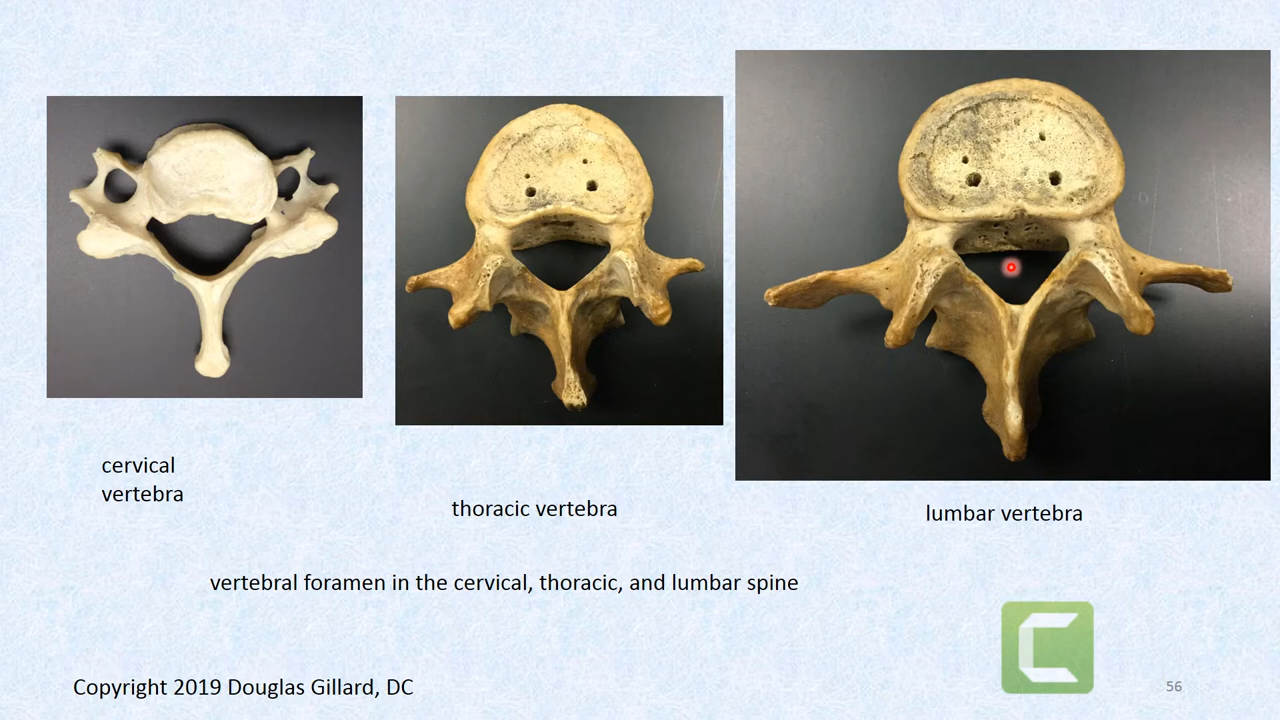 cervical
vertebra
thoracic vertebra
lumbar vertebra
vertebral foramen in the cervical, thoracic, and lumbar spine
Copyright 2019 Douglas Gillard, DC
56